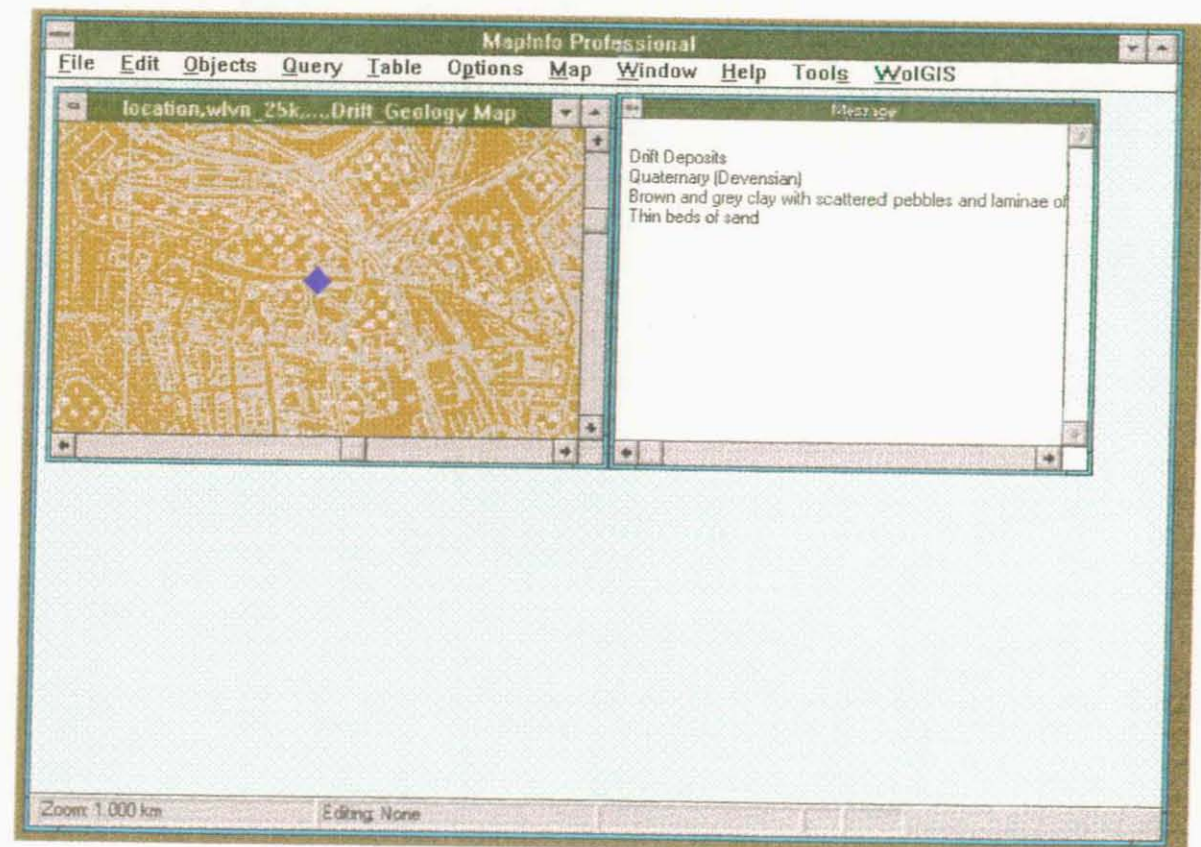 MapInfo Professional
File Edit Objects Query Table Options Map Window Help Tools WolGIS
location,wlvn_25k,...,Drift_Geology Map
Message
Drift Deposits
Quaternary (Devensian)
Brown and grey clay with scattered pebbles and laminae of
Thin beds of sand
Zoom: 1.000 km
Editing: None